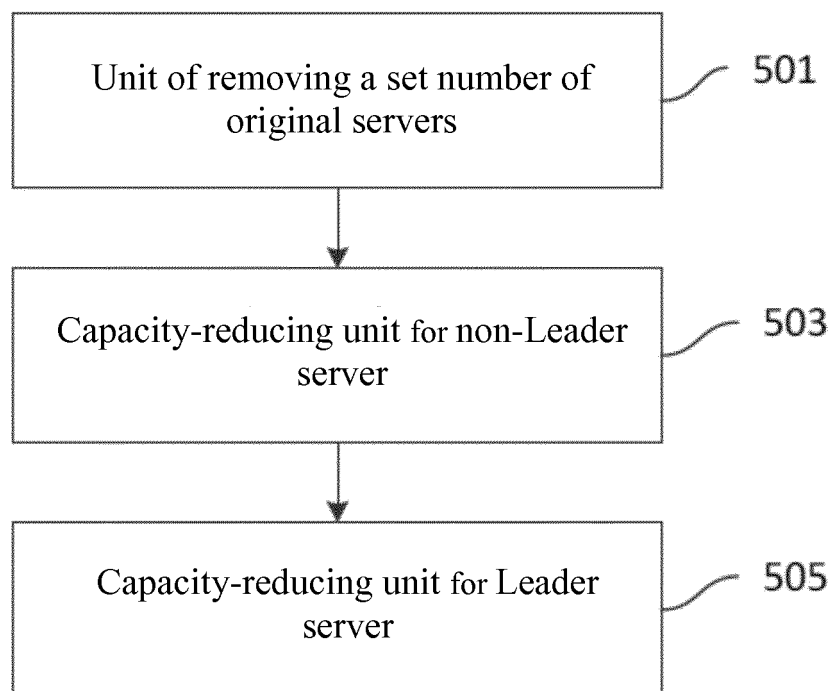 Unit of removing a set number of
original servers
501
Capacity-reducing unit for non-Leader
server
503
Capacity-reducing unit for Leader
server
505